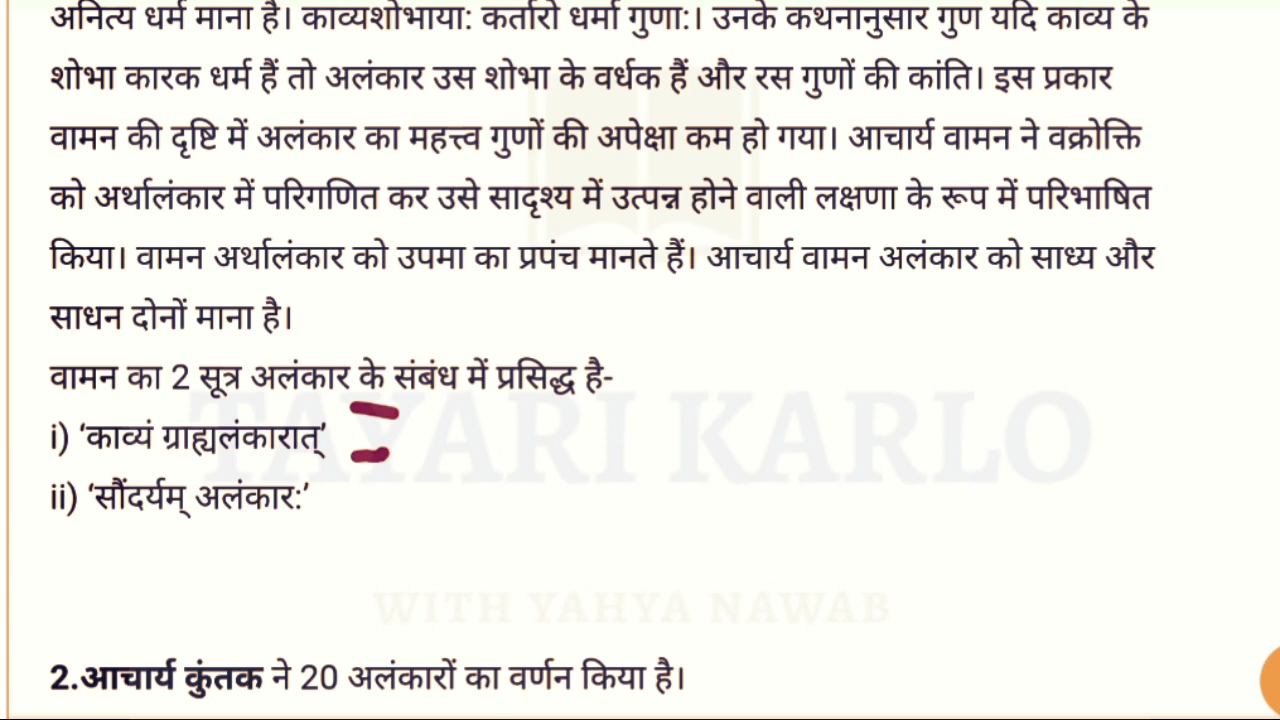 अनित्य धर्म माना है। काव्यशोभाया: कर्तारो धर्मा गुणा:। उनके कथनानुसार गुण यदि काव्य के
शोभा कारक धर्म हैं तो अलंकार उस शोभा के वर्धक हैं और रस गुणों की कांति। इस प्रकार
वामन की दृष्टि में अलंकार का महत्त्व गुणों की अपेक्षा कम हो गया। आचार्य वामन ने वक्रोक्ति
को अर्थालंकार में परिगणित कर उसे सादृश्य में उत्पन्न होने वाली लक्षणा के रूप में परिभाषित
किया। वामन अर्थालंकार को उपमा का प्रपंच मानते हैं। आचार्य वामन अलंकार को साध्य और
साधन दोनों माना है।
वामन का 2 सूत्र अलंकार के संबंध में प्रसिद्ध है-
i) ‘काव्यं ग्राह्यलंकारात्’
ii) ‘सौंदर्यम् अलंकार:’
TAYARI KARLO
WITH YAHYA NAWAB
2.आचार्य कुंतक ने 20 अलंकारों का वर्णन किया है।